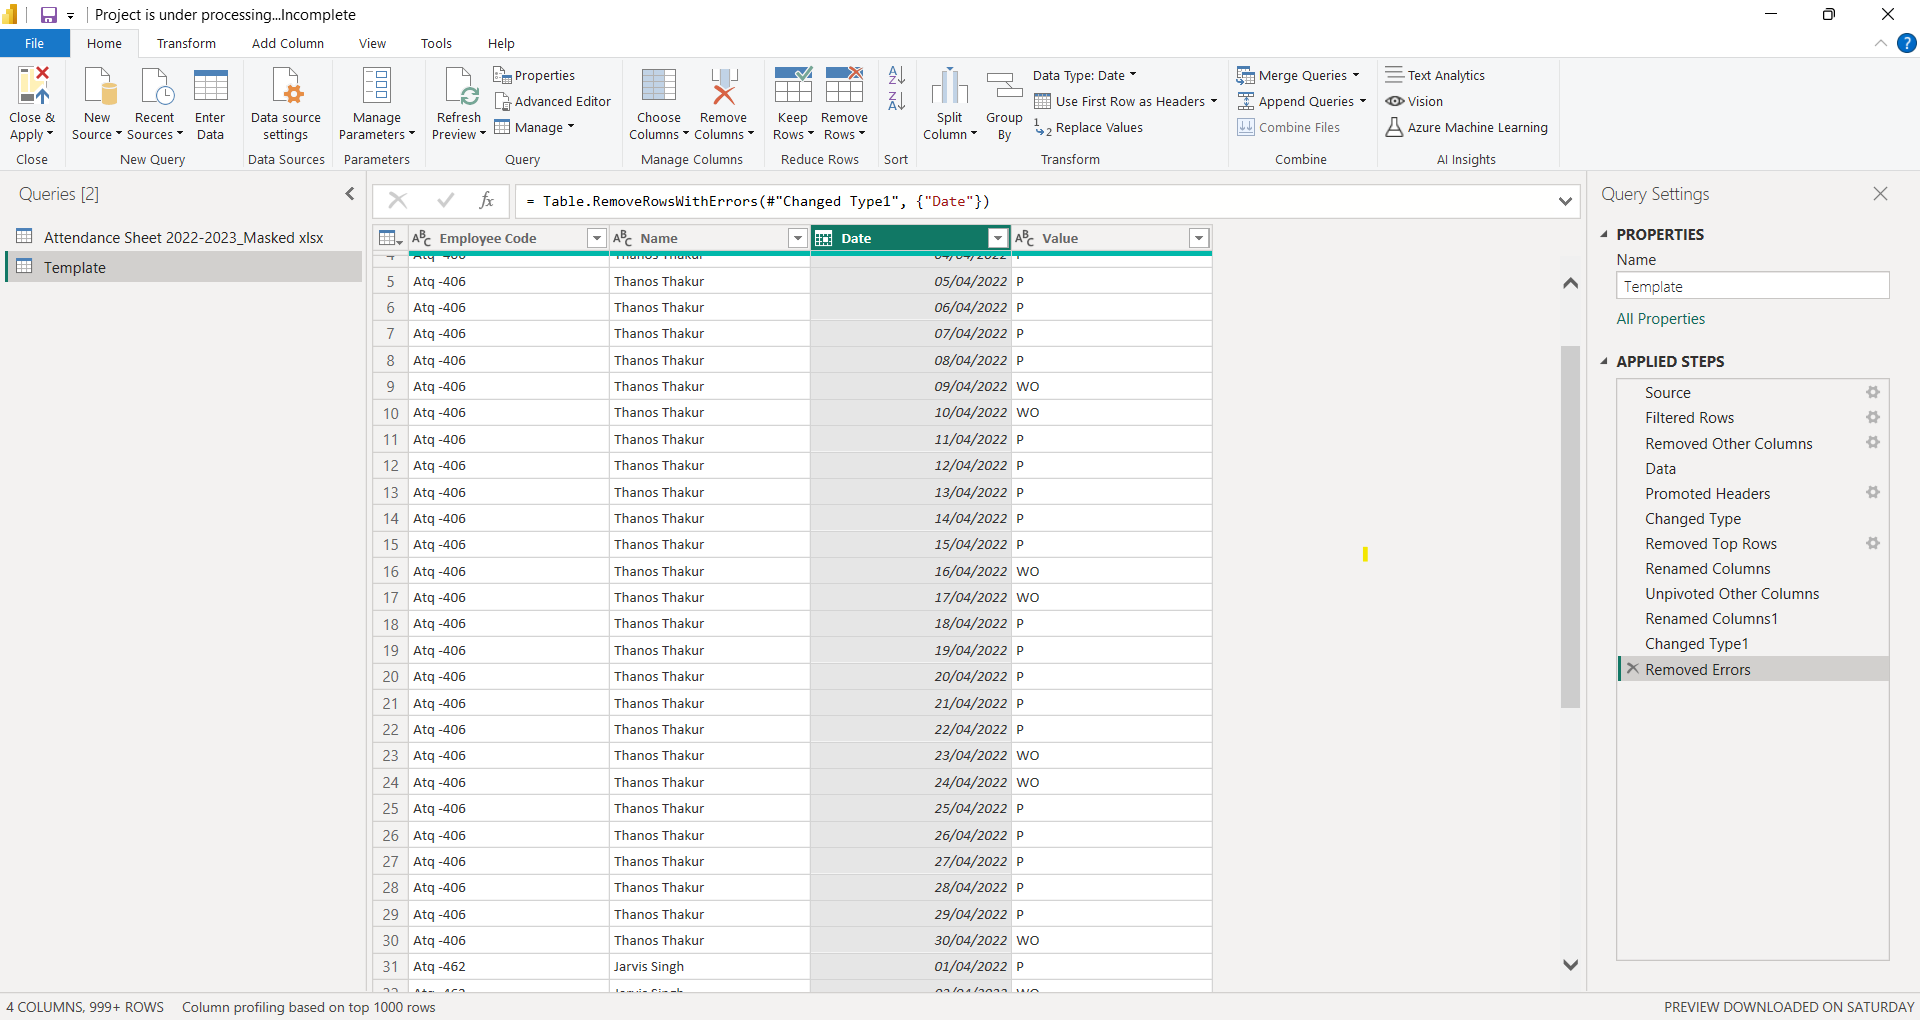 Project is under processing...Incomplete
File Home Transform Add Column View Tools Help
Close & Apply
Close
New Source
Recent Sources
Enter Data
New Query
Data source settings
Data Sources
Manage Parameters
Parameters
Refresh Preview
Properties
Advanced Editor
Manage
Query
Choose Columns
Remove Columns
Manage Columns
Keep Rows
Remove Rows
Reduce Rows
Sort
Split Column
Group By
Data Type: Date
Use First Row as Headers
Replace Values
Transform
Merge Queries
Append Queries
Combine Files
Combine
Text Analytics
Vision
Azure Machine Learning
AI Insights
Queries [2]
Attendance Sheet 2022-2023_Masked xlsx
Template
fx = Table.RemoveRowsWithErrors(#"Changed Type1", {"Date"})
Employee Code Name Date Value
4 Atq -406 Thanos Thakur 04/04/2022 P
5 Atq -406 Thanos Thakur 05/04/2022 P
6 Atq -406 Thanos Thakur 06/04/2022 P
7 Atq -406 Thanos Thakur 07/04/2022 P
8 Atq -406 Thanos Thakur 08/04/2022 P
9 Atq -406 Thanos Thakur 09/04/2022 WO
10 Atq -406 Thanos Thakur 10/04/2022 WO
11 Atq -406 Thanos Thakur 11/04/2022 P
12 Atq -406 Thanos Thakur 12/04/2022 P
13 Atq -406 Thanos Thakur 13/04/2022 P
14 Atq -406 Thanos Thakur 14/04/2022 P
15 Atq -406 Thanos Thakur 15/04/2022 P
16 Atq -406 Thanos Thakur 16/04/2022 WO
17 Atq -406 Thanos Thakur 17/04/2022 WO
18 Atq -406 Thanos Thakur 18/04/2022 P
19 Atq -406 Thanos Thakur 19/04/2022 P
20 Atq -406 Thanos Thakur 20/04/2022 P
21 Atq -406 Thanos Thakur 21/04/2022 P
22 Atq -406 Thanos Thakur 22/04/2022 P
23 Atq -406 Thanos Thakur 23/04/2022 WO
24 Atq -406 Thanos Thakur 24/04/2022 WO
25 Atq -406 Thanos Thakur 25/04/2022 P
26 Atq -406 Thanos Thakur 26/04/2022 P
27 Atq -406 Thanos Thakur 27/04/2022 P
28 Atq -406 Thanos Thakur 28/04/2022 P
29 Atq -406 Thanos Thakur 29/04/2022 P
30 Atq -406 Thanos Thakur 30/04/2022 WO
31 Atq -462 Jarvis Singh 01/04/2022 P
Query Settings
PROPERTIES
Name
Template
All Properties
APPLIED STEPS
Source
Filtered Rows
Removed Other Columns
Data
Promoted Headers
Changed Type
Removed Top Rows
Renamed Columns
Unpivoted Other Columns
Renamed Columns1
Changed Type1
Removed Errors
4 COLUMNS, 999+ ROWS Column profiling based on top 1000 rows
PREVIEW DOWNLOADED ON SATURDAY